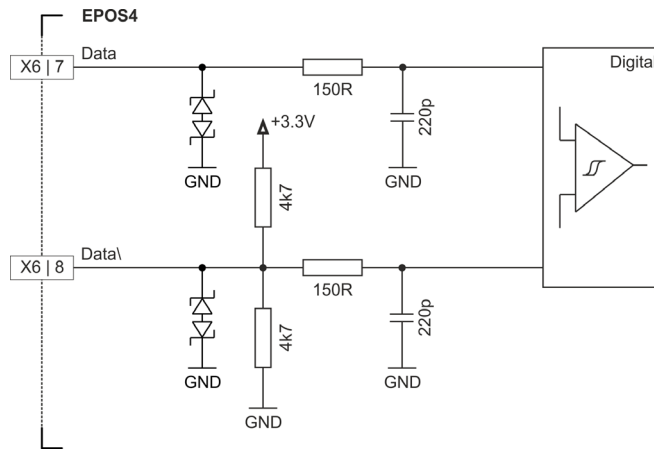 EPOS4
X6 | 7
Data
Digital
150R
220p
GND
GND
+3.3V
4k7
X6 | 8
Data\
150R
220p
4k7
GND
GND
GND